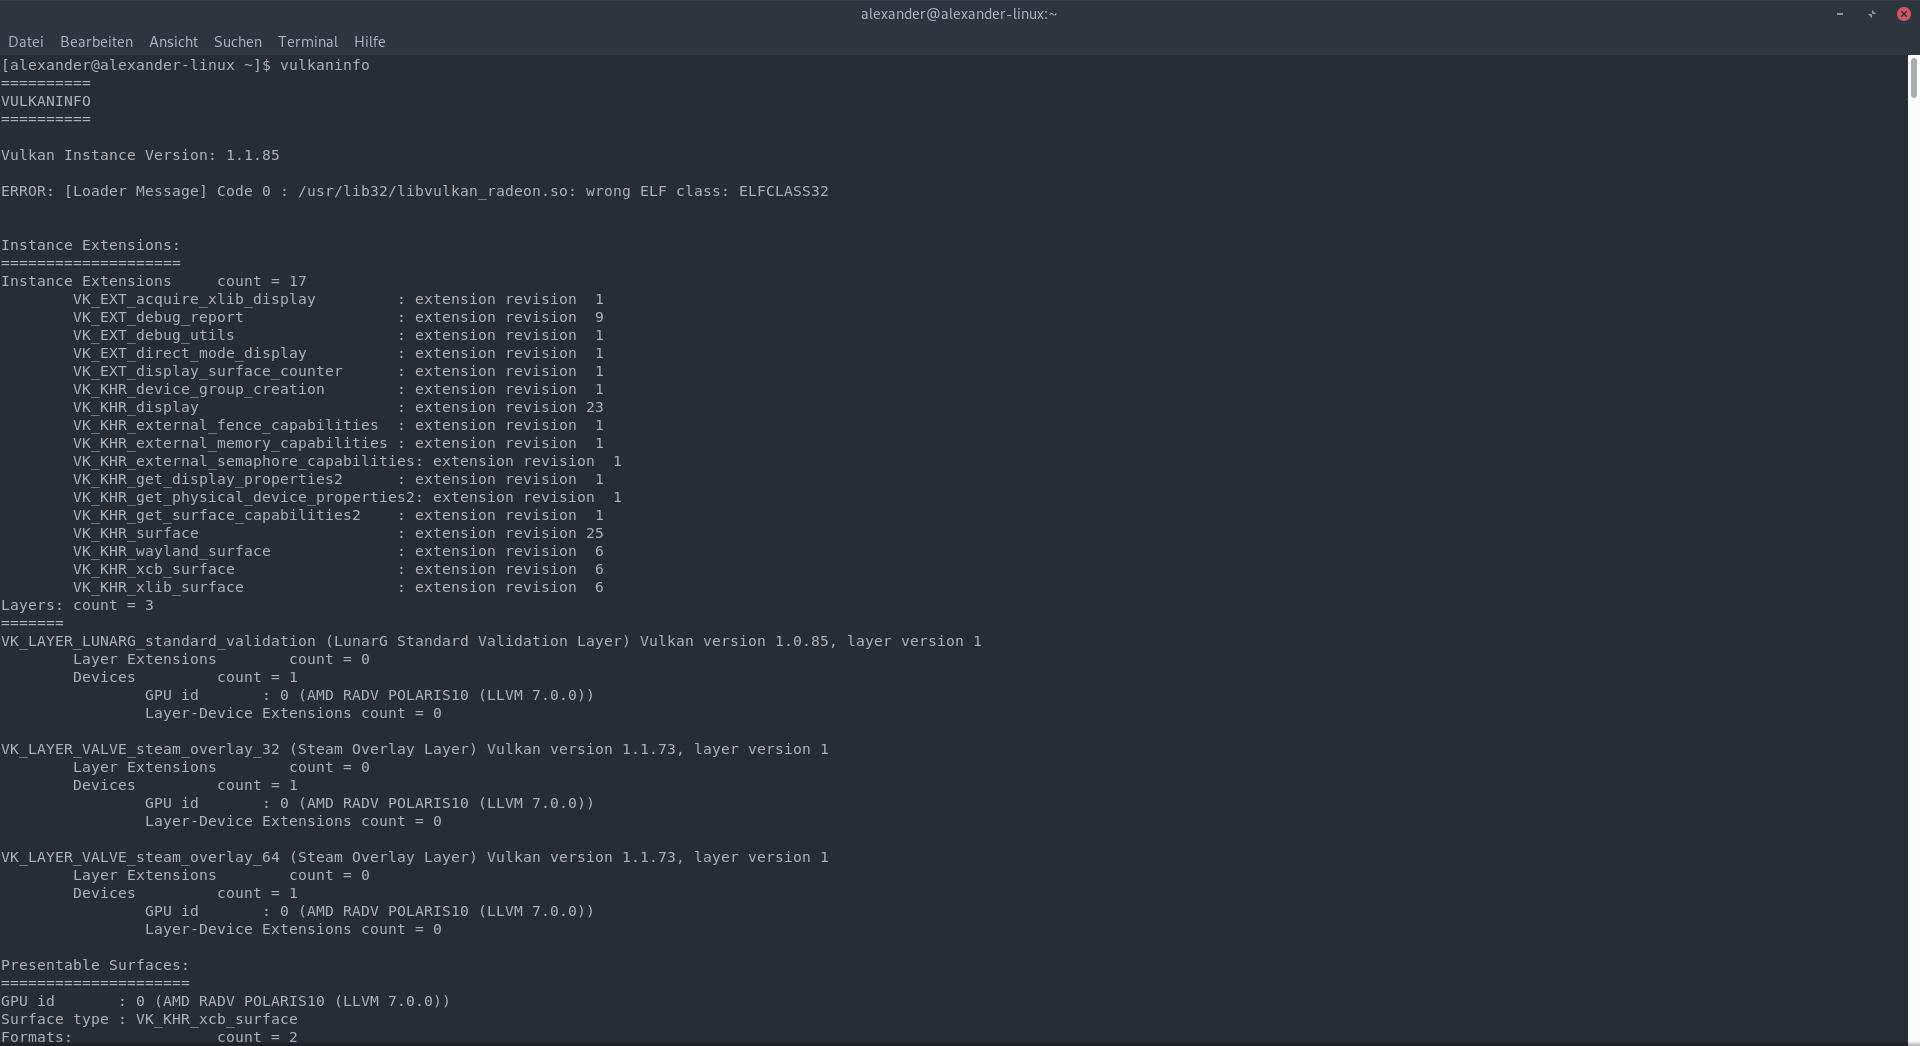 alexander@alexander-linux:~
Datei Bearbeiten Ansicht Suchen Terminal Hilfe
[alexander@alexander-linux ~]$ vulkaninfo
==========
VULKANINFO
==========
Vulkan Instance Version: 1.1.85
ERROR: [Loader Message] Code 0 : /usr/lib32/libvulkan_radeon.so: wrong ELF class: ELFCLASS32
Instance Extensions:
====================
Instance Extensions     count = 17
        VK_EXT_acquire_xlib_display         : extension revision  1
        VK_EXT_debug_report                 : extension revision  9
        VK_EXT_debug_utils                  : extension revision  1
        VK_EXT_direct_mode_display          : extension revision  1
        VK_EXT_display_surface_counter      : extension revision  1
        VK_KHR_device_group_creation        : extension revision  1
        VK_KHR_display                      : extension revision 23
        VK_KHR_external_fence_capabilities  : extension revision  1
        VK_KHR_external_memory_capabilities : extension revision  1
        VK_KHR_external_semaphore_capabilities: extension revision  1
        VK_KHR_get_display_properties2      : extension revision  1
        VK_KHR_get_physical_device_properties2: extension revision  1
        VK_KHR_get_surface_capabilities2    : extension revision  1
        VK_KHR_surface                      : extension revision 25
        VK_KHR_wayland_surface              : extension revision  6
        VK_KHR_xcb_surface                  : extension revision  6
        VK_KHR_xlib_surface                 : extension revision  6
Layers: count = 3
=======
VK_LAYER_LUNARG_standard_validation (LunarG Standard Validation Layer) Vulkan version 1.0.85, layer version 1
        Layer Extensions        count = 0
        Devices         count = 1
                GPU id       : 0 (AMD RADV POLARIS10 (LLVM 7.0.0))
                Layer-Device Extensions count = 0
VK_LAYER_VALVE_steam_overlay_32 (Steam Overlay Layer) Vulkan version 1.1.73, layer version 1
        Layer Extensions        count = 0
        Devices         count = 1
                GPU id       : 0 (AMD RADV POLARIS10 (LLVM 7.0.0))
                Layer-Device Extensions count = 0
VK_LAYER_VALVE_steam_overlay_64 (Steam Overlay Layer) Vulkan version 1.1.73, layer version 1
        Layer Extensions        count = 0
        Devices         count = 1
                GPU id       : 0 (AMD RADV POLARIS10 (LLVM 7.0.0))
                Layer-Device Extensions count = 0
Presentable Surfaces:
=====================
GPU id       : 0 (AMD RADV POLARIS10 (LLVM 7.0.0))
Surface type : VK_KHR_xcb_surface
Formats:                count = 2